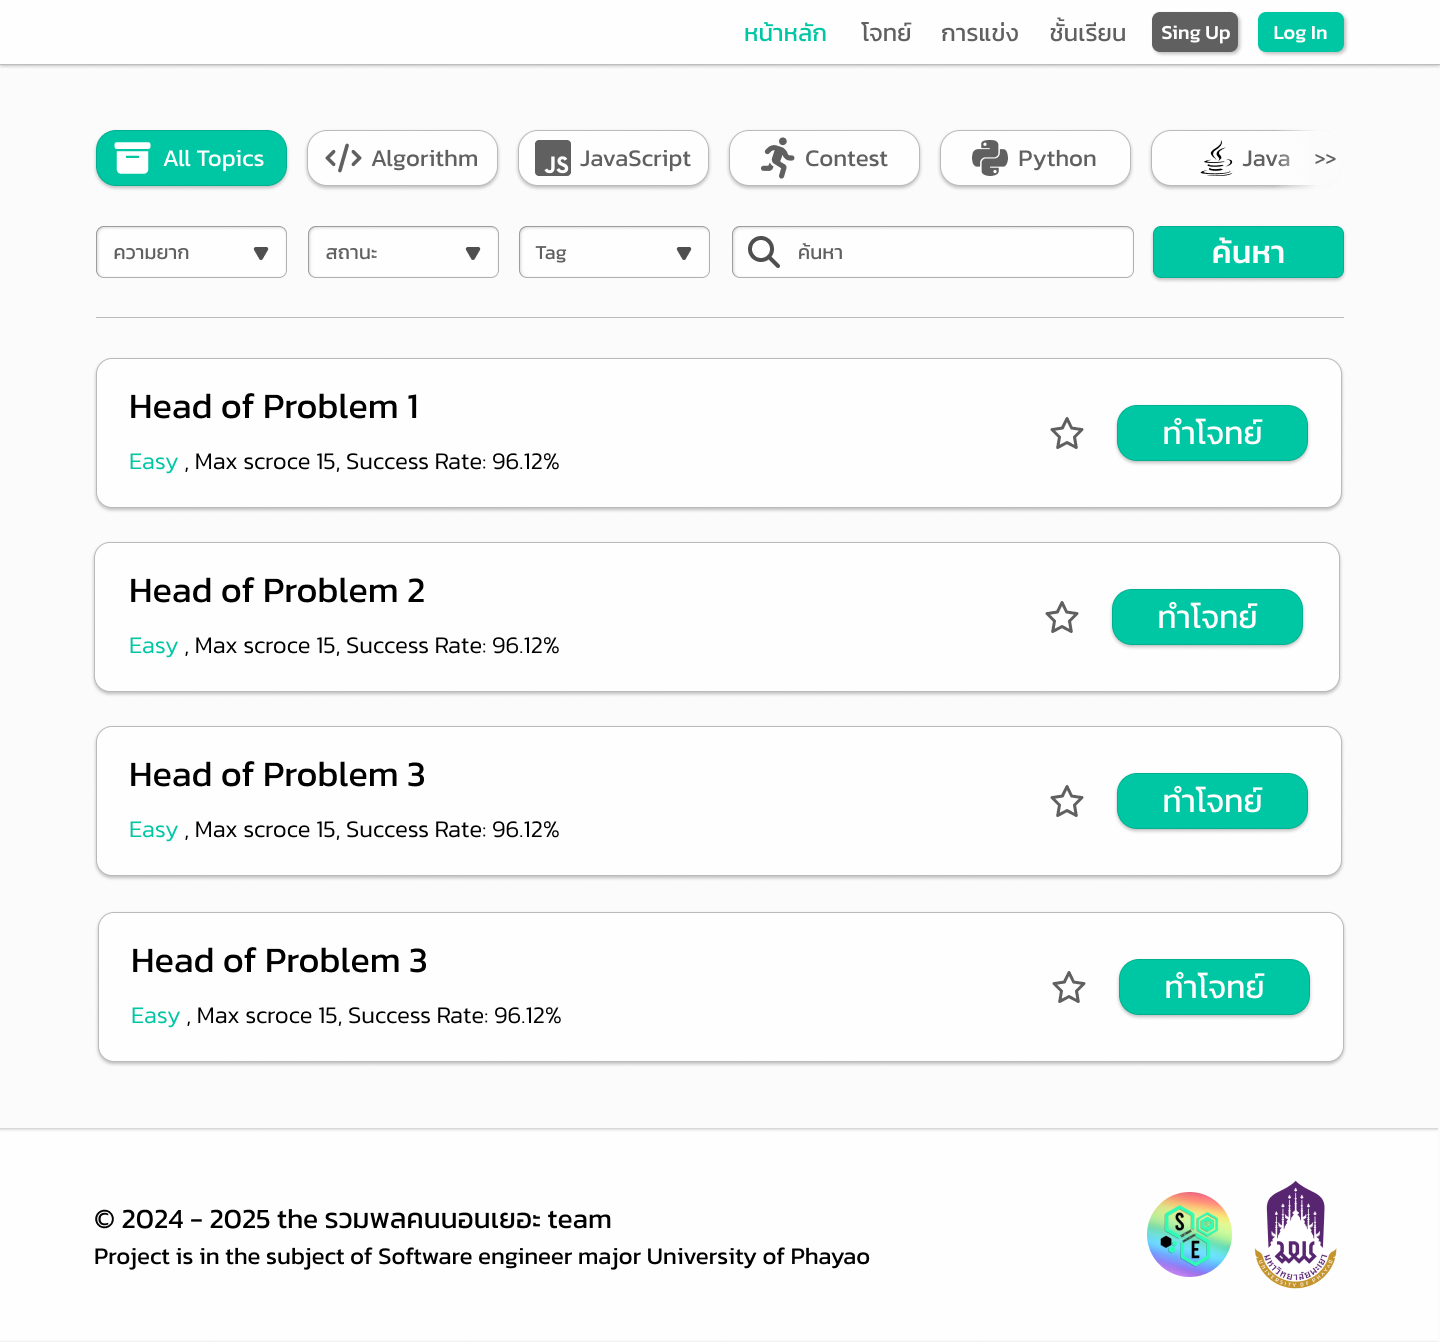 หน้าหลัก โจทย์ การแข่ง ชั้นเรียน Sing Up Log In
All Topics Algorithm JS JavaScript Contest Python Java >>
ความยาก สถานะ Tag ค้นหา ค้นหา
Head of Problem 1
Easy , Max scroce 15, Success Rate: 96.12%
ทำโจทย์
Head of Problem 2
Easy , Max scroce 15, Success Rate: 96.12%
ทำโจทย์
Head of Problem 3
Easy , Max scroce 15, Success Rate: 96.12%
ทำโจทย์
Head of Problem 3
Easy , Max scroce 15, Success Rate: 96.12%
ทำโจทย์
© 2024 - 2025 the รวมพลคนนอนเยอะ team
Project is in the subject of Software engineer major University of Phayao
S E
มหาวิทยาลัยพะเยา
UNIVERSITY OF PHAYAO